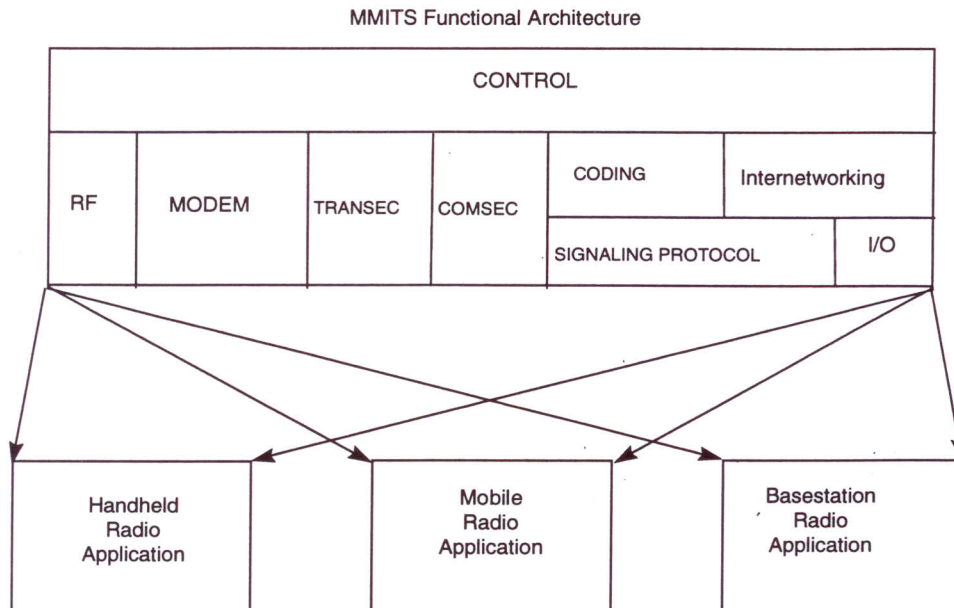 MMITS Functional Architecture
CONTROL
RF
MODEM
TRANSEC
COMSEC
CODING
Internetworking
SIGNALING PROTOCOL
I/O
Handheld
Radio
Application
Mobile
Radio
Application
Basestation
Radio
Application